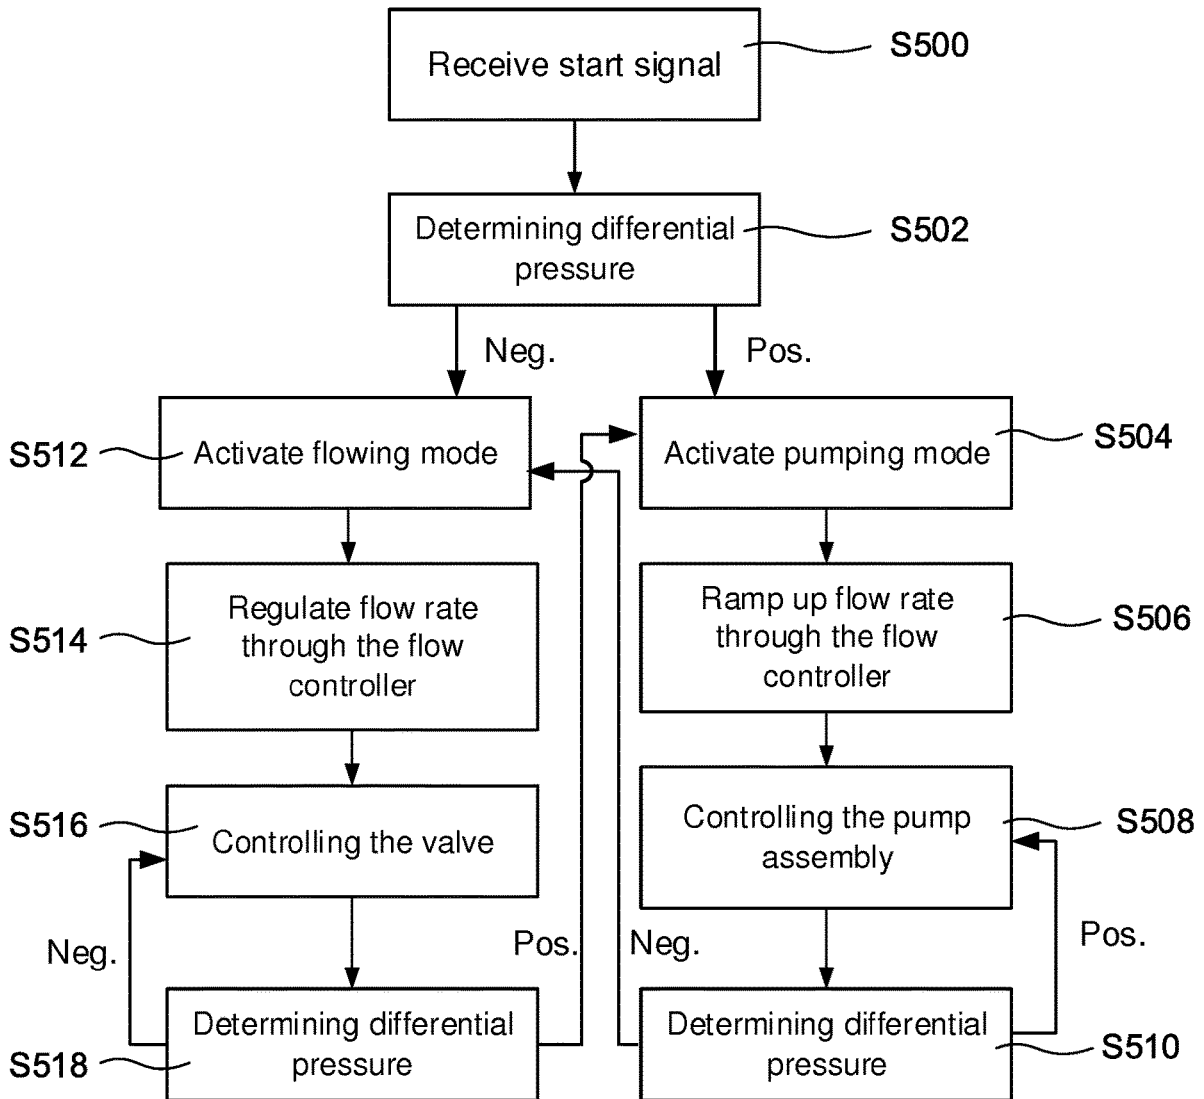 Receive start signal
S500
Determining differential
pressure
S502
Neg.
Pos.
S512
Activate flowing mode
Activate pumping mode
S504
S514
Regulate flow rate
through the flow
controller
Ramp up flow rate
through the flow
controller
S506
S516
Controlling the valve
Controlling the pump
assembly
S508
Neg.
Pos.
Neg.
Pos.
S518
Determining differential
pressure
Determining differential
pressure
S510